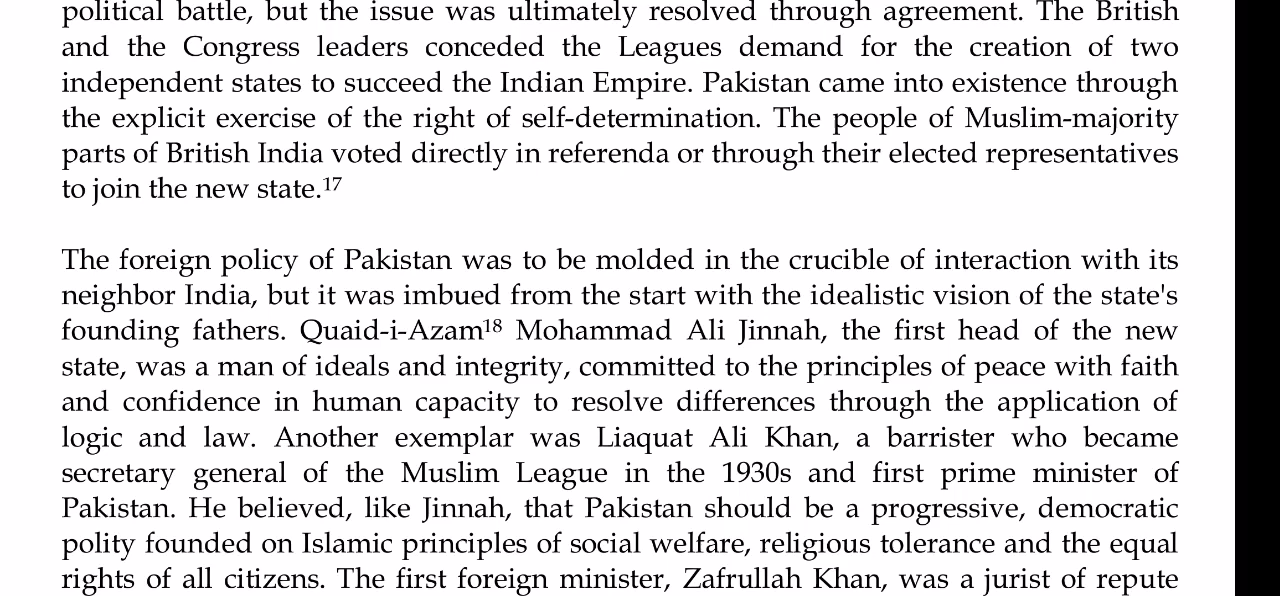 political battle, but the issue was ultimately resolved through agreement. The British
and the Congress leaders conceded the Leagues demand for the creation of two
independent states to succeed the Indian Empire. Pakistan came into existence through
the explicit exercise of the right of self-determination. The people of Muslim-majority
parts of British India voted directly in referenda or through their elected representatives
to join the new state.17
The foreign policy of Pakistan was to be molded in the crucible of interaction with its
neighbor India, but it was imbued from the start with the idealistic vision of the state's
founding fathers. Quaid-i-Azam18 Mohammad Ali Jinnah, the first head of the new
state, was a man of ideals and integrity, committed to the principles of peace with faith
and confidence in human capacity to resolve differences through the application of
logic and law. Another exemplar was Liaquat Ali Khan, a barrister who became
secretary general of the Muslim League in the 1930s and first prime minister of
Pakistan. He believed, like Jinnah, that Pakistan should be a progressive, democratic
polity founded on Islamic principles of social welfare, religious tolerance and the equal
rights of all citizens. The first foreign minister, Zafrullah Khan, was a jurist of repute